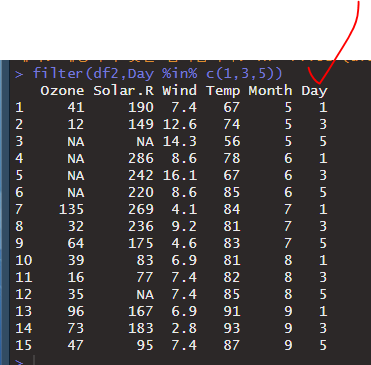 > filter(df2,Day %in% c(1,3,5))
   Ozone Solar.R Wind Temp Month Day
1     41     190  7.4   67     5   1
2     12     149 12.6   74     5   3
3     NA      NA 14.3   56     5   5
4     NA     286  8.6   78     6   1
5     NA     242 16.1   67     6   3
6     NA     220  8.6   85     6   5
7    135     269  4.1   84     7   1
8     32     236  9.2   81     7   3
9     64     175  4.6   83     7   5
10    39      83  6.9   81     8   1
11    16      77  7.4   82     8   3
12    35      NA  7.4   85     8   5
13    96     167  6.9   91     9   1
14    73     183  2.8   93     9   3
15    47      95  7.4   87     9   5
>